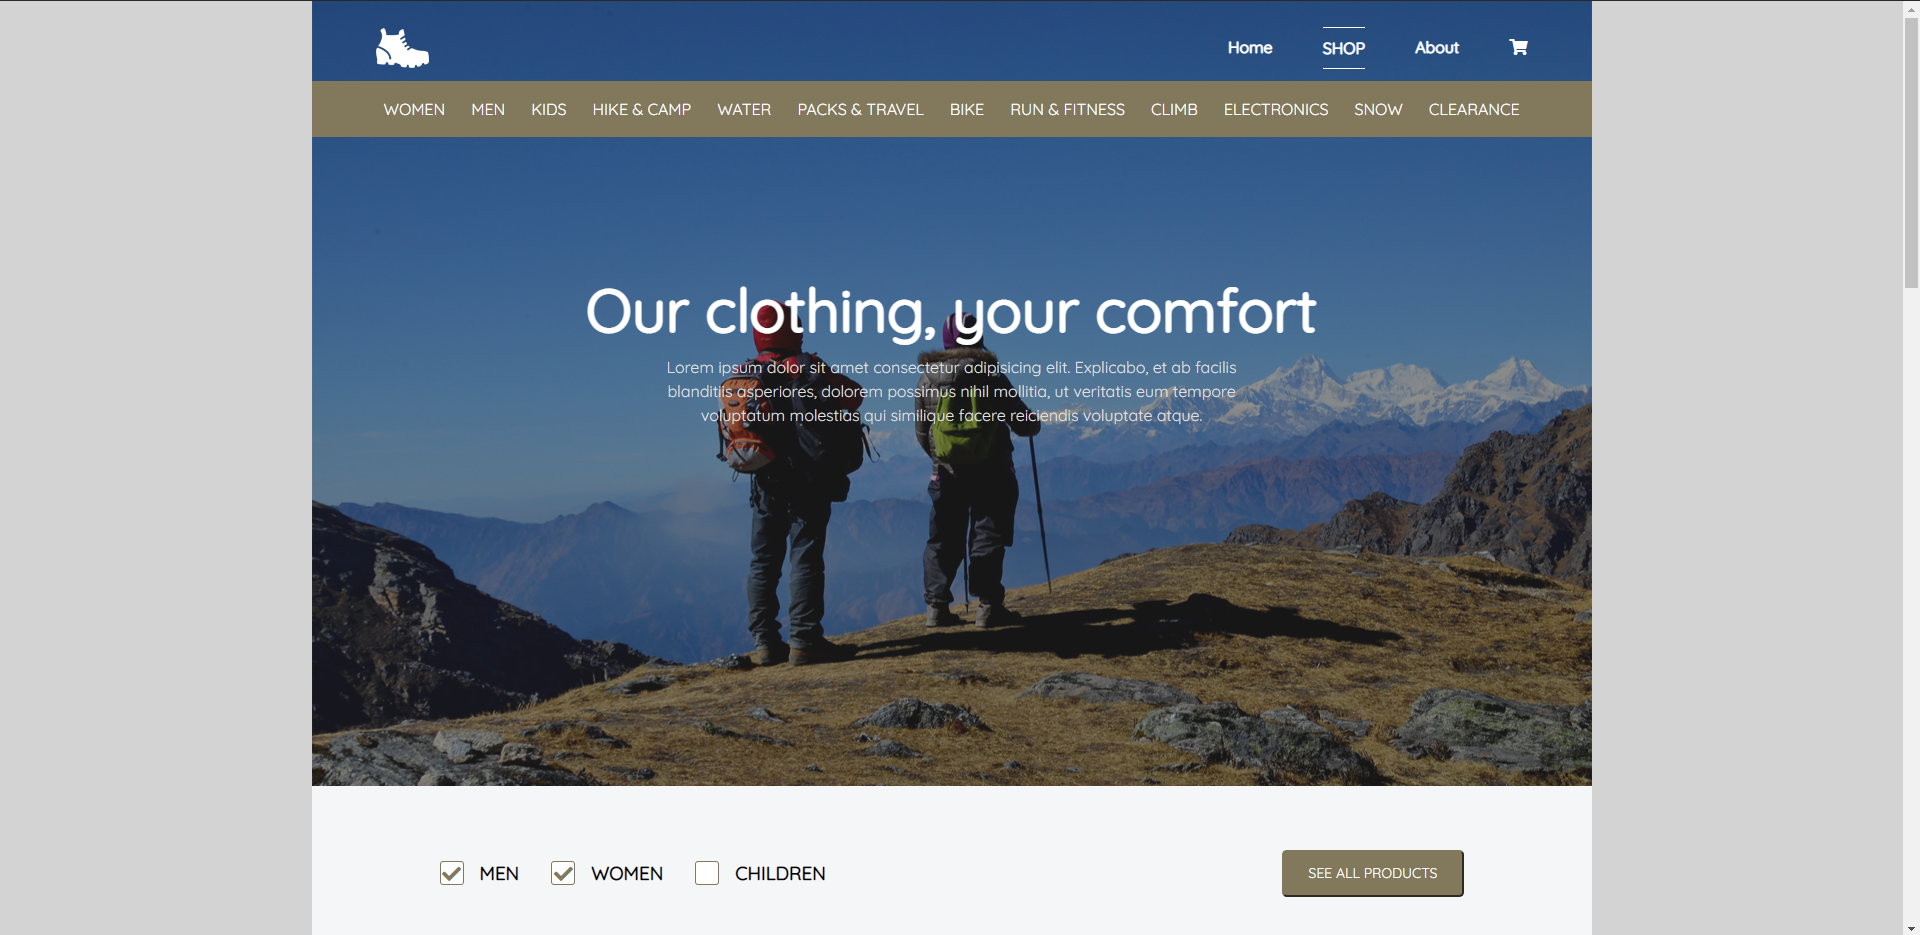 Home SHOP About
WOMEN MEN KIDS HIKE & CAMP WATER PACKS & TRAVEL BIKE RUN & FITNESS CLIMB ELECTRONICS SNOW CLEARANCE
Our clothing, your comfort
Lorem ipsum dolor sit amet consectetur adipisicing elit. Explicabo, et ab facilis
blanditiis asperiores, dolorem possimus nihil mollitia, ut veritatis eum tempore
voluptatum molestias qui similique facere reiciendis voluptate atque.
MEN WOMEN CHILDREN SEE ALL PRODUCTS